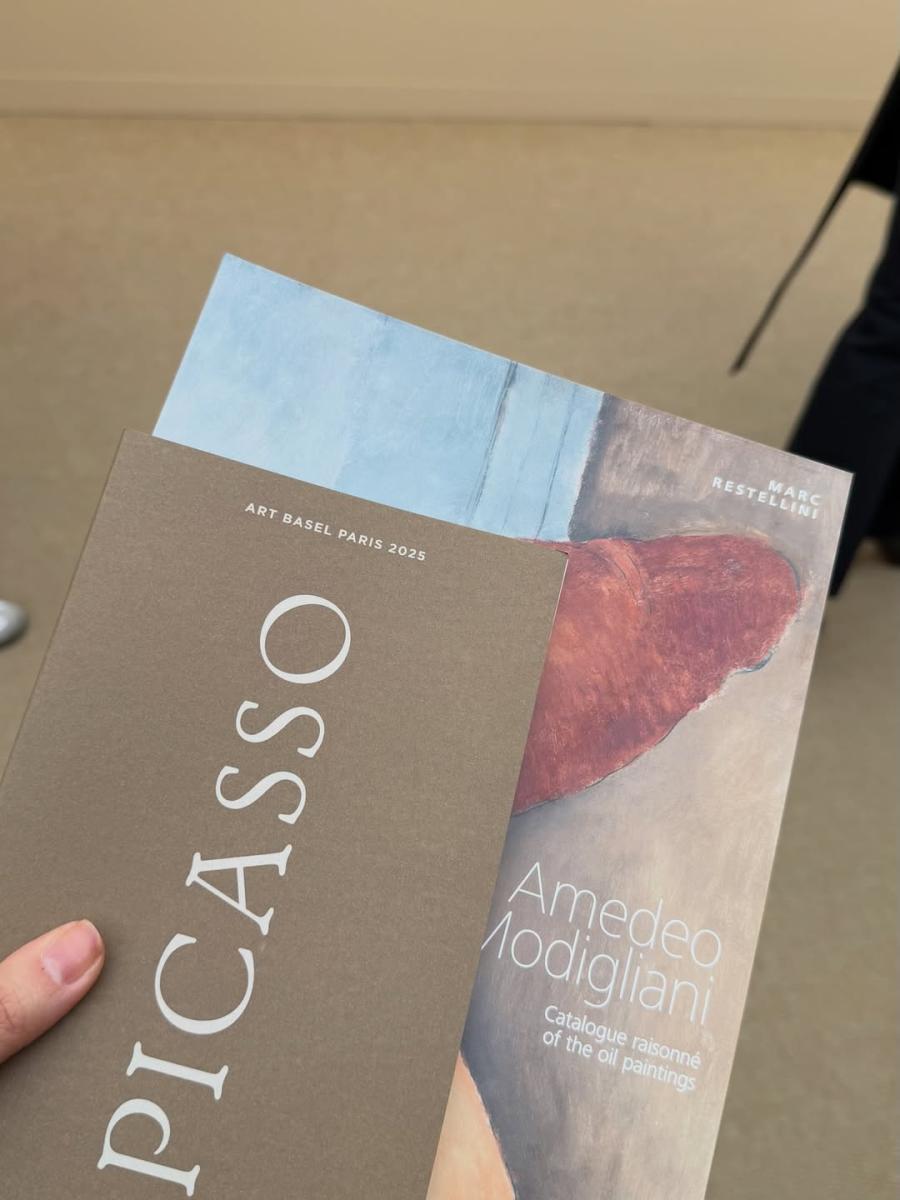 ART BASEL PARIS 2025
PICASSO
MARC
RESTELLINI
Amedeo
Modigliani
Catalogue raisonné
of the oil paintings